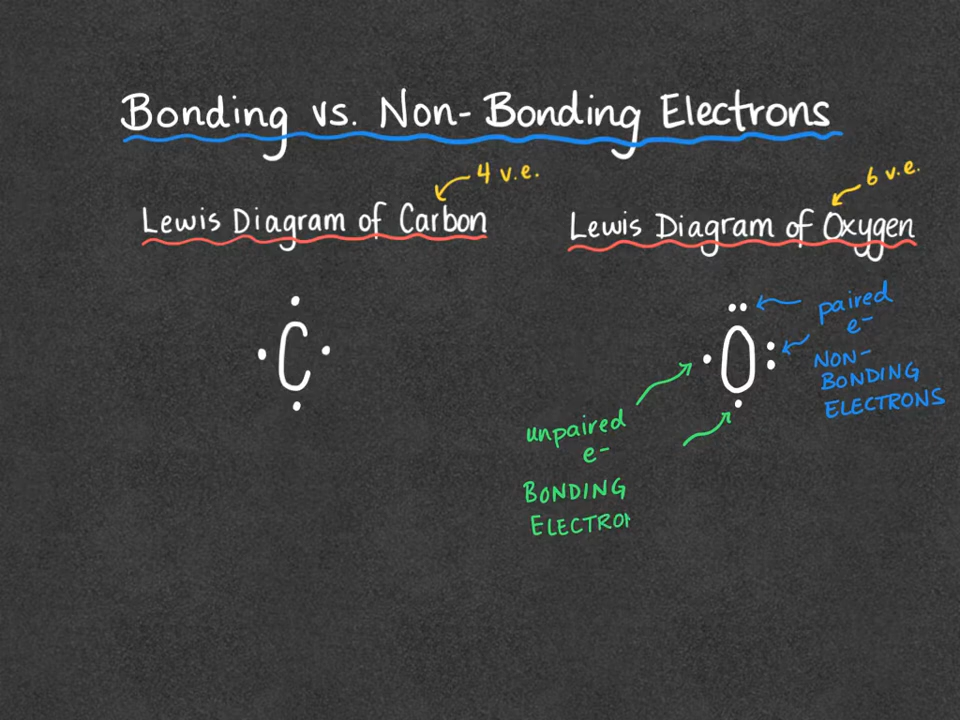 Bonding vs. Non-Bonding Electrons
4 v.e.
Lewis Diagram of Carbon
6 v.e.
Lewis Diagram of Oxygen
C
O
paired
e-
NON-
BONDING
ELECTRONS
unpaired
e-
BONDING
ELECTRON